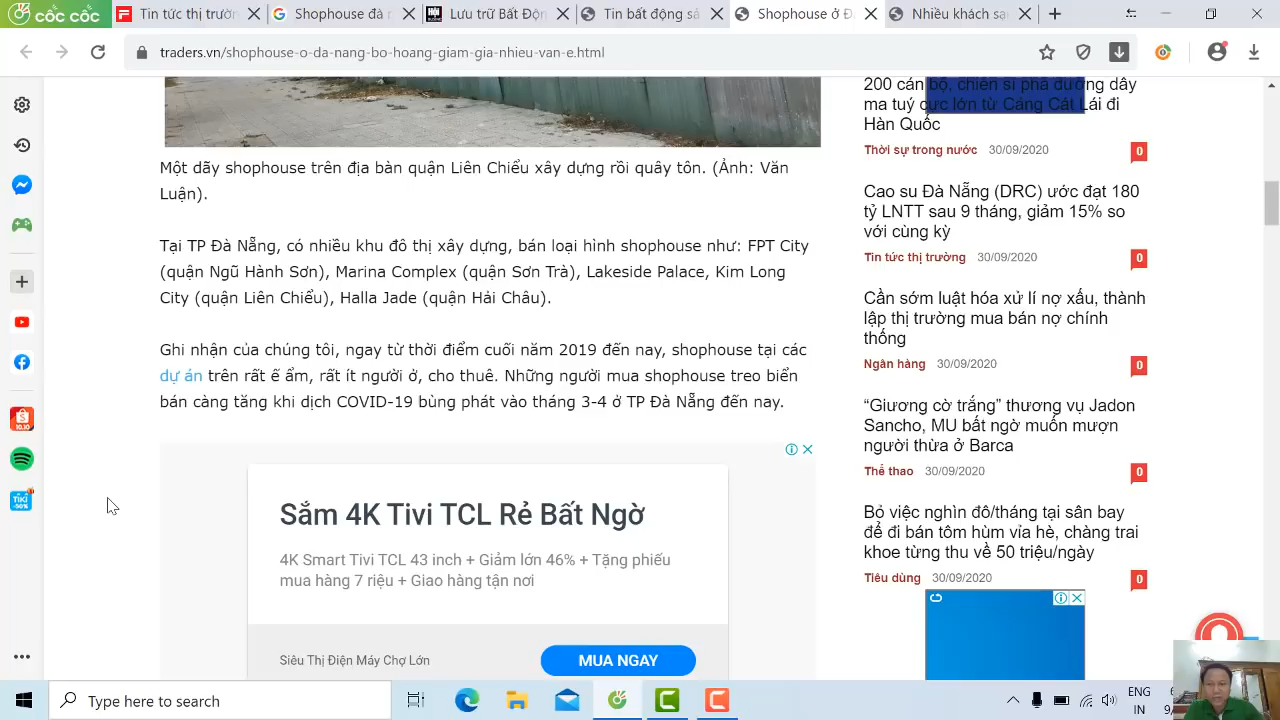 cốc cốc
Tin tức thị trườn
Shophouse đã r
Lưu Trữ Bất Độn
Tin bất động sả
Shophouse ở Đ
Nhiều khách sạ
traders.vn/shophouse-o-da-nang-bo-hoang-giam-gia-nhieu-van-e.html
Một dãy shophouse trên địa bàn quận Liên Chiểu xây dựng rồi quây tôn. (Ảnh: Văn
Luận).
Tại TP Đà Nẵng, có nhiều khu đô thị xây dựng, bán loại hình shophouse như: FPT City
(quận Ngũ Hành Sơn), Marina Complex (quận Sơn Trà), Lakeside Palace, Kim Long
City (quận Liên Chiểu), Halla Jade (quận Hải Châu).
Ghi nhận của chúng tôi, ngay từ thời điểm cuối năm 2019 đến nay, shophouse tại các
dự án trên rất ế ẩm, rất ít người ở, cho thuê. Những người mua shophouse treo biển
bán càng tăng khi dịch COVID-19 bùng phát vào tháng 3-4 ở TP Đà Nẵng đến nay.
Sắm 4K Tivi TCL Rẻ Bất Ngờ
4K Smart Tivi TCL 43 inch + Giảm lớn 46% + Tặng phiếu
mua hàng 7 riệu + Giao hàng tận nơi
Siêu Thị Điện Máy Chợ Lớn
MUA NGAY
200 cán bộ, chiến sĩ phá đường dây
ma tuý cực lớn từ Cảng Cát Lái đi
Hàn Quốc
Thời sự trong nước 30/09/2020 0
Cao su Đà Nẵng (DRC) ước đạt 180
tỷ LNTT sau 9 tháng, giảm 15% so
với cùng kỳ
Tin tức thị trường 30/09/2020 0
Cần sớm luật hóa xử lí nợ xấu, thành
lập thị trường mua bán nợ chính
thống
Ngân hàng 30/09/2020 0
“Giương cờ trắng” thương vụ Jadon
Sancho, MU bất ngờ muốn mượn
người thừa ở Barca
Thể thao 30/09/2020 0
Bỏ việc nghìn đô/tháng tại sân bay
để đi bán tôm hùm vỉa hè, chàng trai
khoe từng thu về 50 triệu/ngày
Tiêu dùng 30/09/2020 0
10.10
TIKI
-50%
Type here to search
ENG
IN